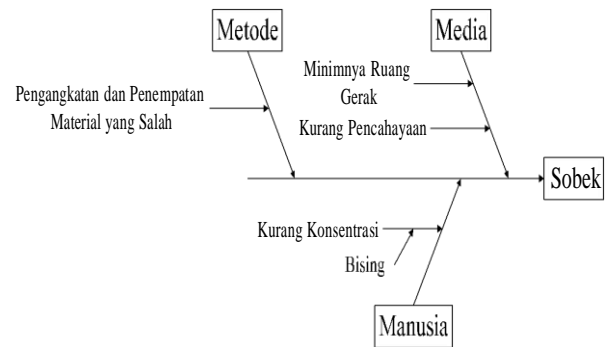 Metode
Media
Minimnya Ruang
Gerak
Pengangkatan dan Penempatan
Material yang Salah
Kurang Pencahayaan
Sobek
Kurang Konsentrasi
Bising
Manusia